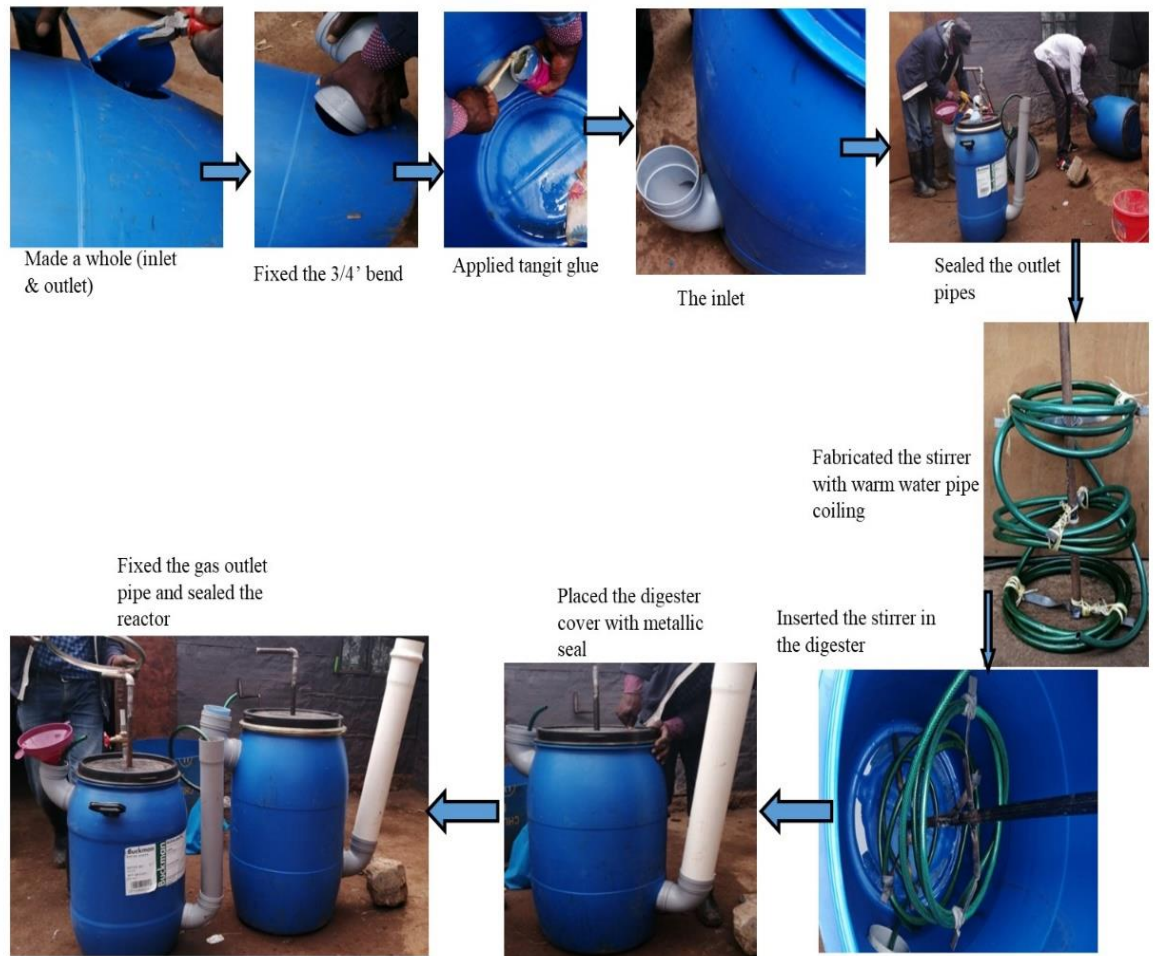 Made a whole (inlet
& outlet)
Fixed the 3/4’ bend
Applied tangit glue
The inlet
Sealed the outlet
pipes
Fabricated the stirrer
with warm water pipe
coiling
Inserted the stirrer in
the digester
Placed the digester
cover with metallic
seal
Fixed the gas outlet
pipe and sealed the
reactor
Buckman
Buckman